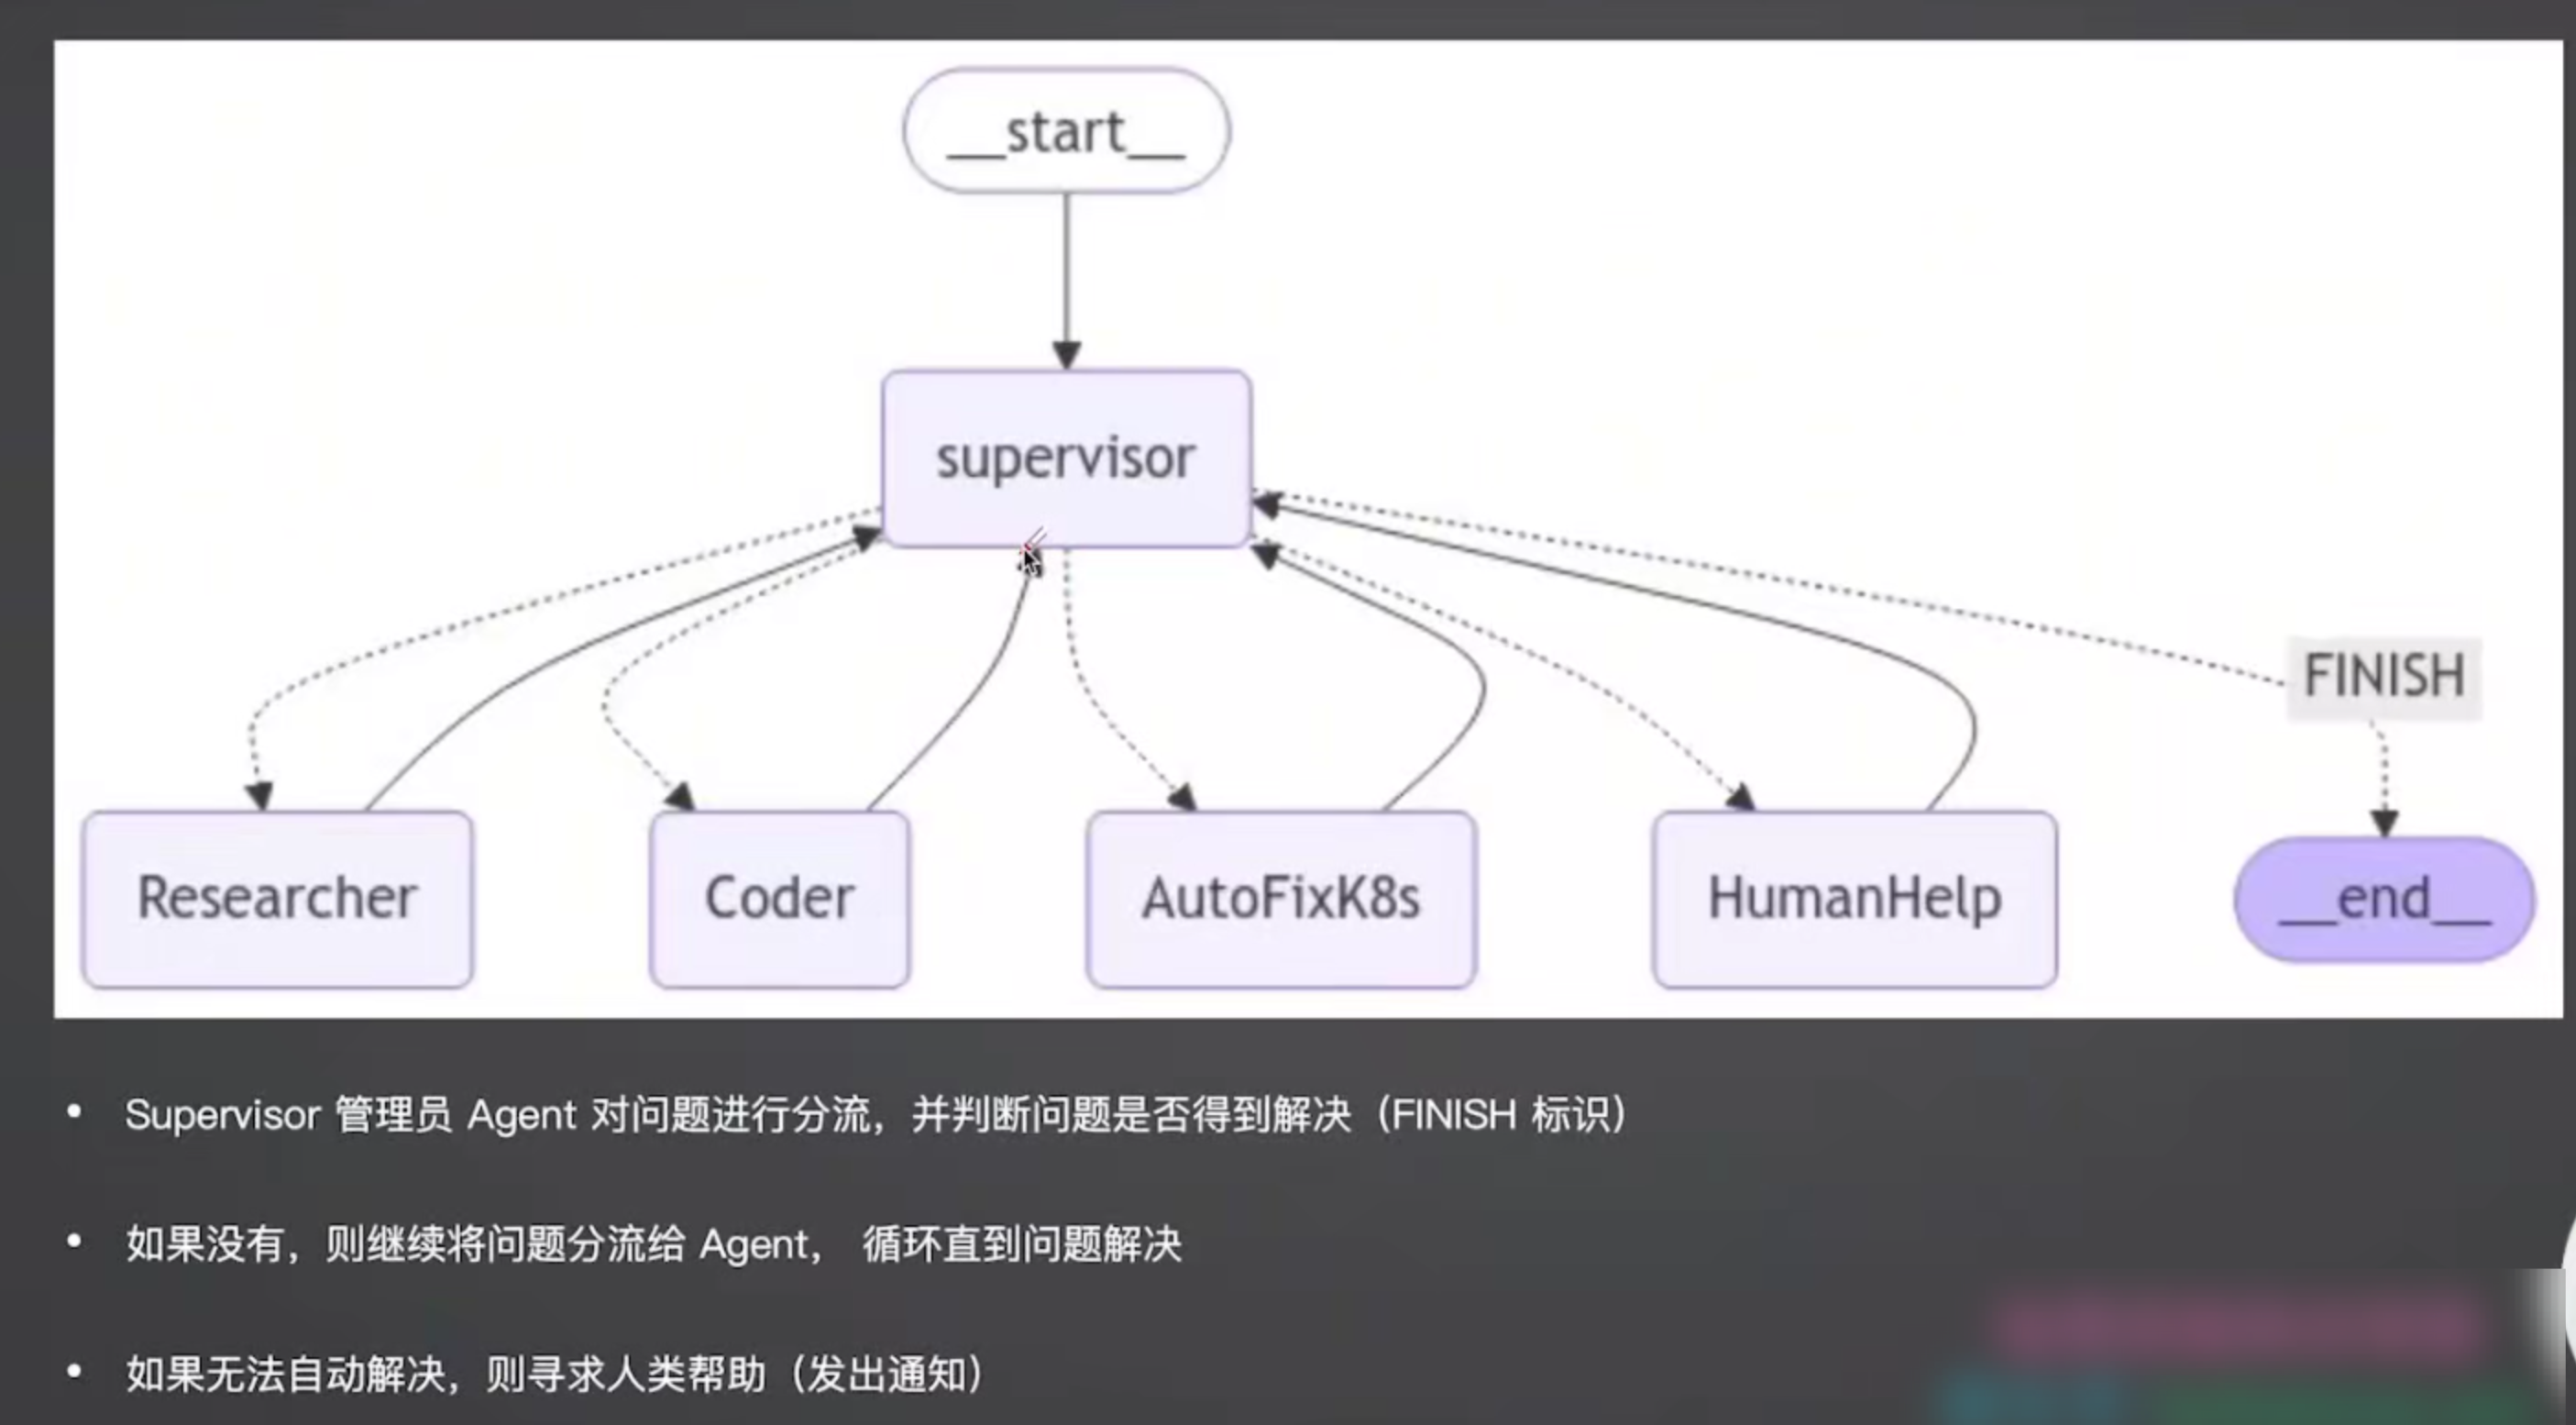 __start__
supervisor
FINISH
Researcher
Coder
AutoFixK8s
HumanHelp
__end__
• Supervisor 管理员 Agent 对问题进行分流，并判断问题是否得到解决（FINISH 标识）
• 如果没有，则继续将问题分流给 Agent， 循环直到问题解决
• 如果无法自动解决，则寻求人类帮助（发出通知）